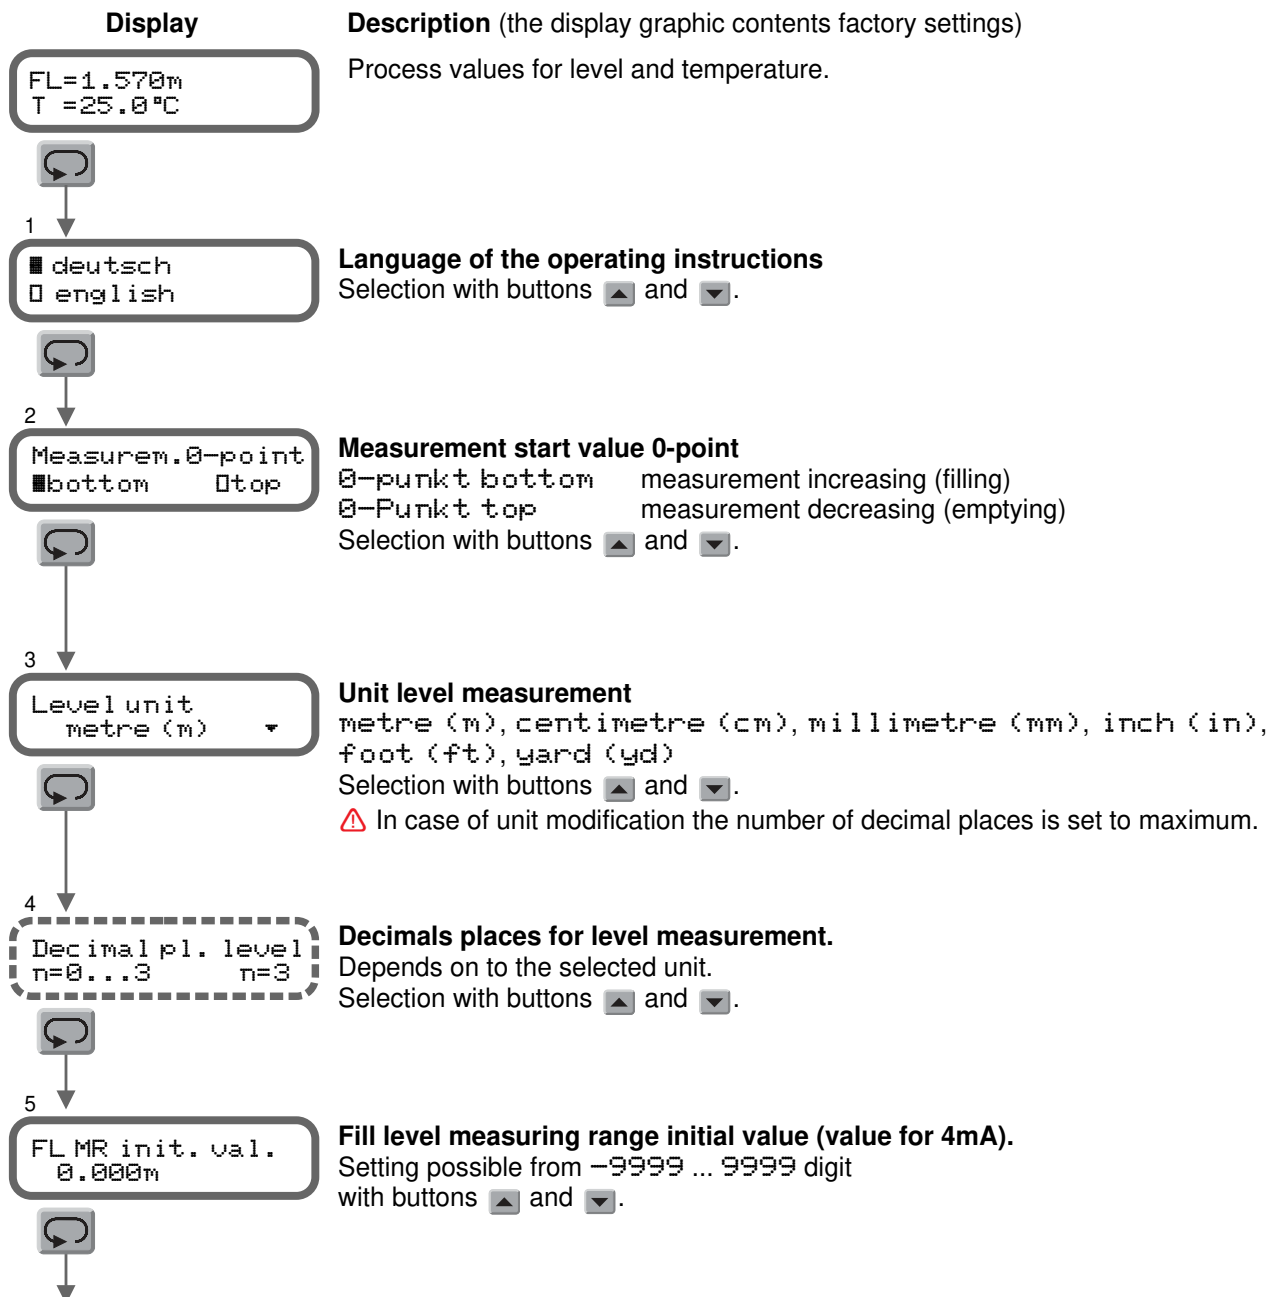 Display
Description (the display graphic contents factory settings)
FL=1.570m
T =25.0°C
Process values for level and temperature.
1
deutsch
english
Language of the operating instructions
Selection with buttons ▲ and ▼.
2
Measurem.0-point
bottom top
Measurement start value 0-point
0-punkt bottom measurement increasing (filling)
0-Punkt top measurement decreasing (emptying)
Selection with buttons ▲ and ▼.
3
Level unit
metre (m)
Unit level measurement
metre (m), centimetre (cm), millimetre (mm), inch (in),
foot (ft), yard (yd)
Selection with buttons ▲ and ▼.
⚠ In case of unit modification the number of decimal places is set to maximum.
4
Decimal pl. level
n=0...3 n=3
Decimals places for level measurement.
Depends on to the selected unit.
Selection with buttons ▲ and ▼.
5
FL MR init. val.
0.000m
Fill level measuring range initial value (value for 4mA).
Setting possible from -9999 ... 9999 digit
with buttons ▲ and ▼.